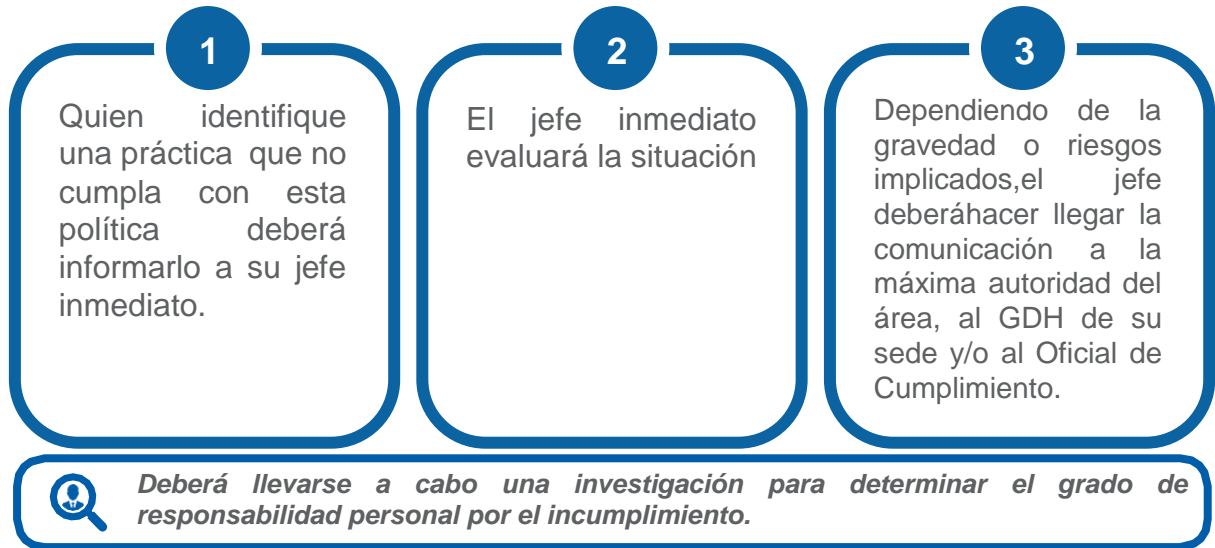 1
Quien identifique
una práctica que no
cumpla con esta
política deberá
informarlo a su jefe
inmediato.
2
El jefe inmediato
evaluará la situación
3
Dependiendo de la
gravedad o riesgos
implicados,el jefe
deberáhacer llegar la
comunicación a la
máxima autoridad del
área, al GDH de su
sede y/o al Oficial de
Cumplimiento.
Deberá llevarse a cabo una investigación para determinar el grado de
responsabilidad personal por el incumplimiento.